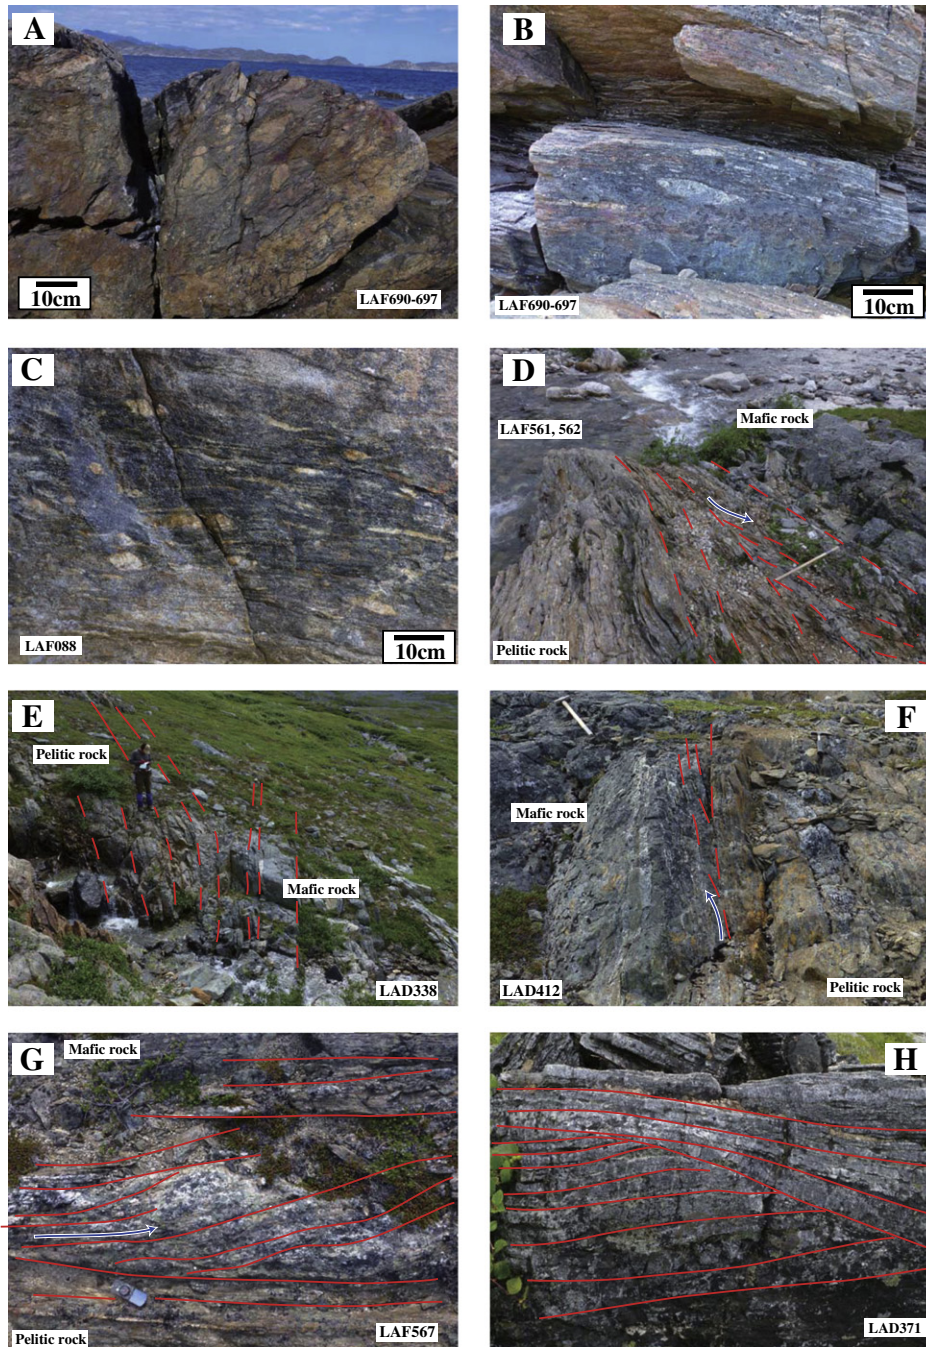 A
10cm
LAF690-697
B
LAF690-697
10cm
C
LAF088
10cm
D
LAF561, 562
Mafic rock
Pelitic rock
E
Pelitic rock
Mafic rock
LAD338
F
Mafic rock
LAD412
Pelitic rock
G
Mafic rock
Pelitic rock
LAF567
H
LAD371